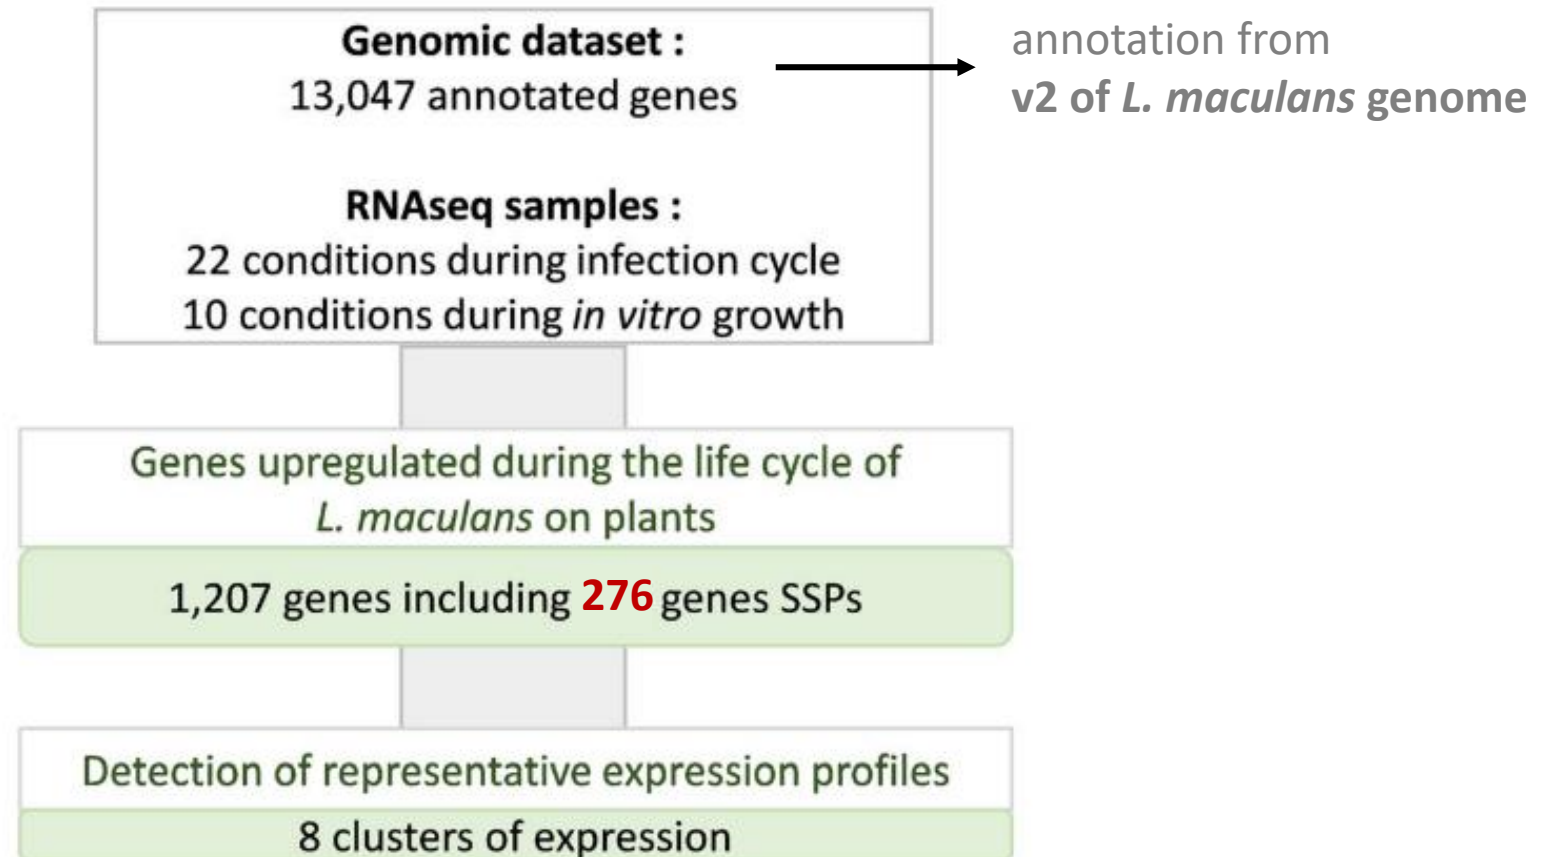 Genomic dataset :
13,047 annotated genes
annotation from
v2 of L. maculans genome
RNAseq samples :
22 conditions during infection cycle
10 conditions during in vitro growth
Genes upregulated during the life cycle of
L. maculans on plants
1,207 genes including 276 genes SSPs
Detection of representative expression profiles
8 clusters of expression